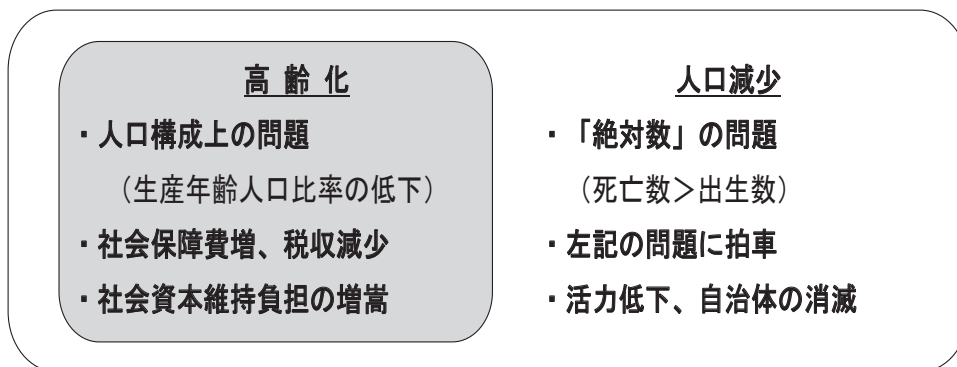 高 齢 化
・人口構成上の問題
（生産年齢人口比率の低下）
・社会保障費増、税収減少
・社会資本維持負担の増嵩
人口減少
・「絶対数」の問題
（死亡数＞出生数）
・左記の問題に拍車
・活力低下、自治体の消滅